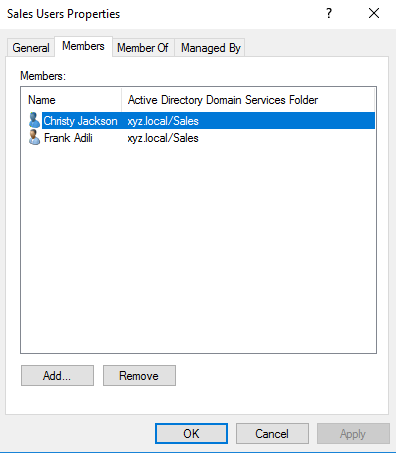 Sales Users Properties ?
General Members Member Of Managed By
Members:
Name Active Directory Domain Services Folder
Christy Jackson xyz.local/Sales
Frank Adili xyz.local/Sales
Add... Remove
OK Cancel Apply